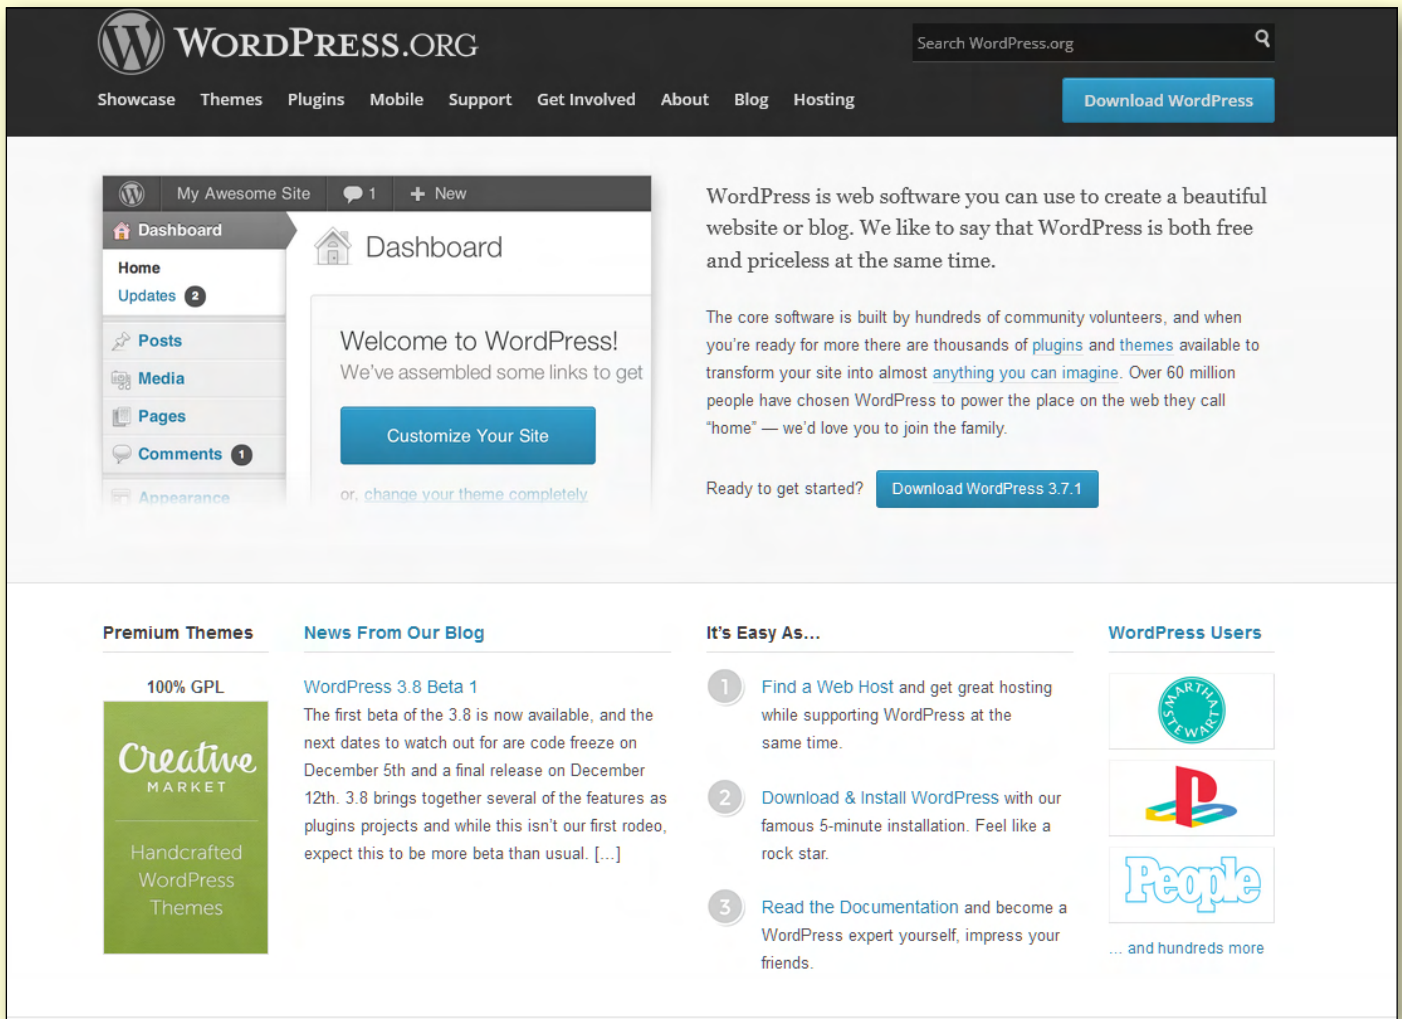 WORDPRESS.ORG
Search WordPress.org
Showcase Themes Plugins Mobile Support Get Involved About Blog Hosting
Download WordPress
My Awesome Site 1 + New
Dashboard
Home
Updates 2
Posts
Media
Pages
Comments 1
Appearance
Dashboard
Welcome to WordPress!
We've assembled some links to get
Customize Your Site
or, change your theme completely
WordPress is web software you can use to create a beautiful
website or blog. We like to say that WordPress is both free
and priceless at the same time.
The core software is built by hundreds of community volunteers, and when
you're ready for more there are thousands of plugins and themes available to
transform your site into almost anything you can imagine. Over 60 million
people have chosen WordPress to power the place on the web they call
“home” — we'd love you to join the family.
Ready to get started? Download WordPress 3.7.1
Premium Themes
100% GPL
Creative
MARKET
Handcrafted
WordPress
Themes
News From Our Blog
WordPress 3.8 Beta 1
The first beta of the 3.8 is now available, and the
next dates to watch out for are code freeze on
December 5th and a final release on December
12th. 3.8 brings together several of the features as
plugins projects and while this isn't our first rodeo,
expect this to be more beta than usual. […]
It's Easy As…
1 Find a Web Host and get great hosting
while supporting WordPress at the
same time.
2 Download & Install WordPress with our
famous 5-minute installation. Feel like a
rock star.
3 Read the Documentation and become a
WordPress expert yourself, impress your
friends.
WordPress Users
MARTHA
STEWART
People
… and hundreds more